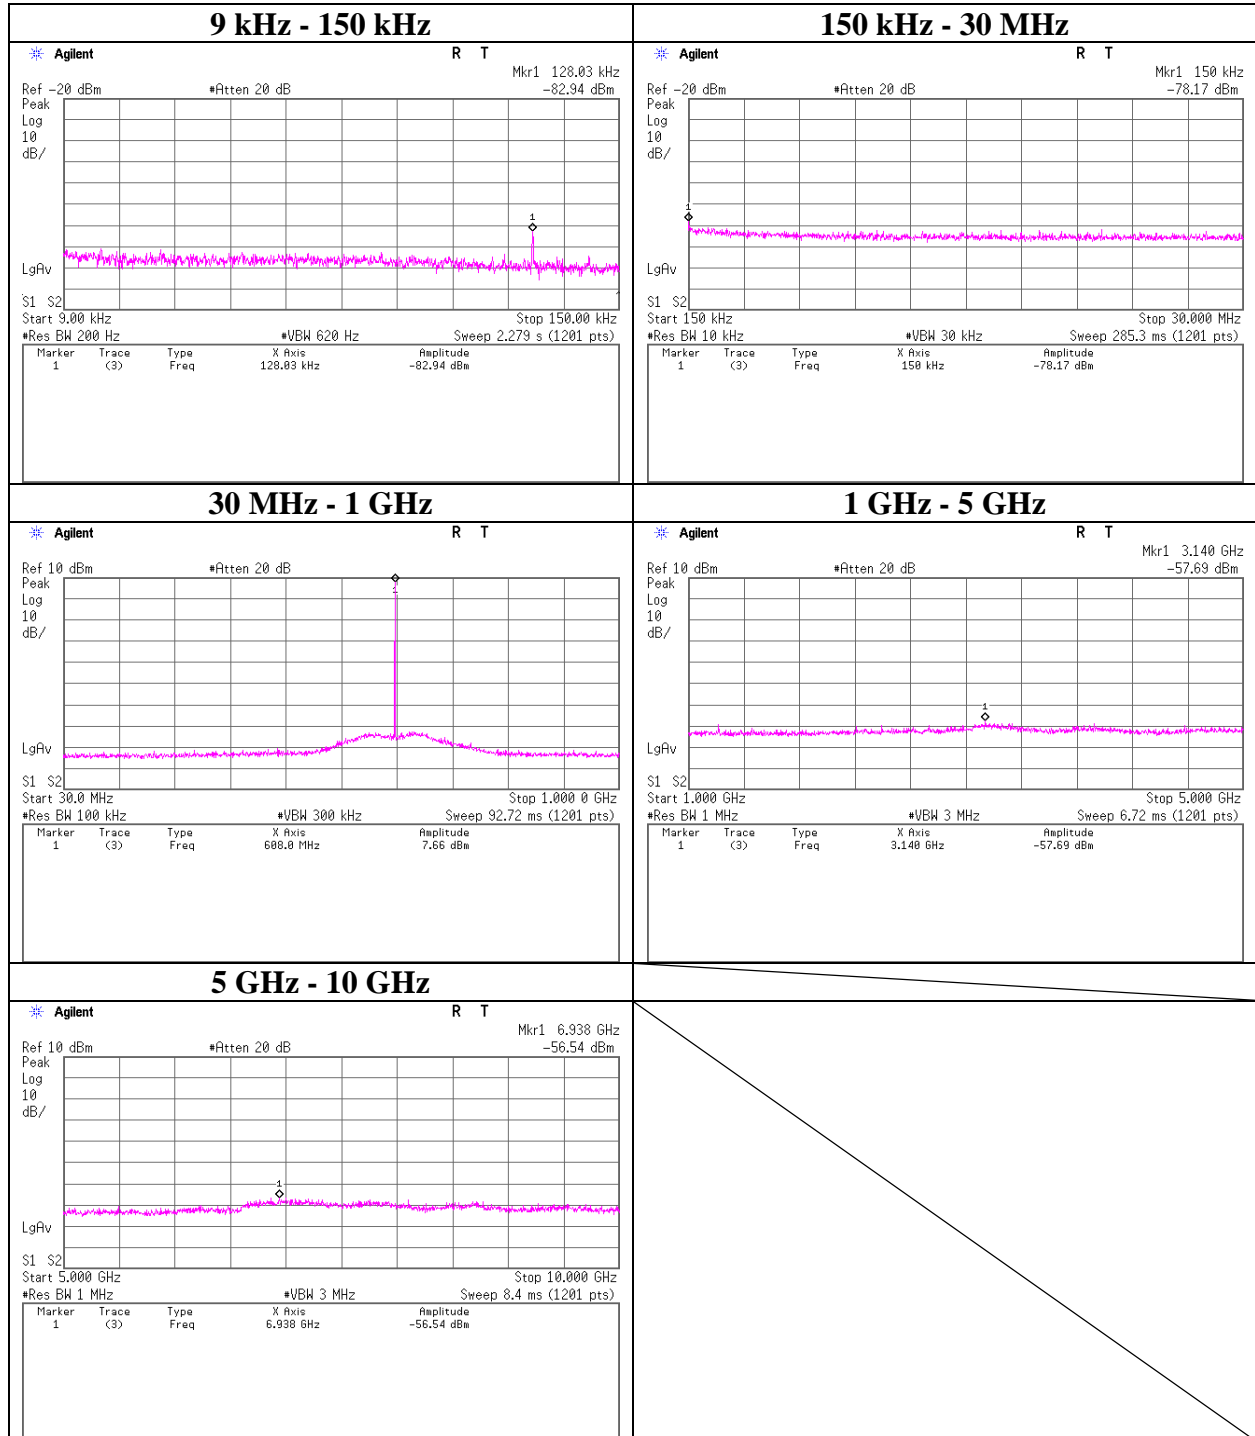 9 kHz - 150 kHz
Agilent R T
Mkr1 128.03 kHz
Ref -20 dBm #Atten 20 dB -82.94 dBm
Peak
Log
10
dB/
1
LgAv
S1 S2
Start 9.00 kHz Stop 150.00 kHz
#Res BW 200 Hz #VBW 620 Hz Sweep 2.279 s (1201 pts)
Marker Trace Type X Axis Amplitude
1 (3) Freq 128.03 kHz -82.94 dBm
150 kHz - 30 MHz
Agilent R T
Mkr1 150 kHz
Ref -20 dBm #Atten 20 dB -78.17 dBm
Peak
Log
10
dB/
1
LgAv
S1 S2
Start 150 kHz Stop 30.000 MHz
#Res BW 10 kHz #VBW 30 kHz Sweep 285.3 ms (1201 pts)
Marker Trace Type X Axis Amplitude
1 (3) Freq 150 kHz -78.17 dBm
30 MHz - 1 GHz
Agilent R T
Ref 10 dBm #Atten 20 dB
Peak
Log
10
dB/
1
LgAv
S1 S2
Start 30.0 MHz Stop 1.000 0 GHz
#Res BW 100 kHz #VBW 300 kHz Sweep 92.72 ms (1201 pts)
Marker Trace Type X Axis Amplitude
1 (3) Freq 608.0 MHz 7.66 dBm
1 GHz - 5 GHz
Agilent R T
Mkr1 3.140 GHz
Ref 10 dBm #Atten 20 dB -57.69 dBm
Peak
Log
10
dB/
1
LgAv
S1 S2
Start 1.000 GHz Stop 5.000 GHz
#Res BW 1 MHz #VBW 3 MHz Sweep 6.72 ms (1201 pts)
Marker Trace Type X Axis Amplitude
1 (3) Freq 3.140 GHz -57.69 dBm
5 GHz - 10 GHz
Agilent R T
Mkr1 6.938 GHz
Ref 10 dBm #Atten 20 dB -56.54 dBm
Peak
Log
10
dB/
1
LgAv
S1 S2
Start 5.000 GHz Stop 10.000 GHz
#Res BW 1 MHz #VBW 3 MHz Sweep 8.4 ms (1201 pts)
Marker Trace Type X Axis Amplitude
1 (3) Freq 6.938 GHz -56.54 dBm